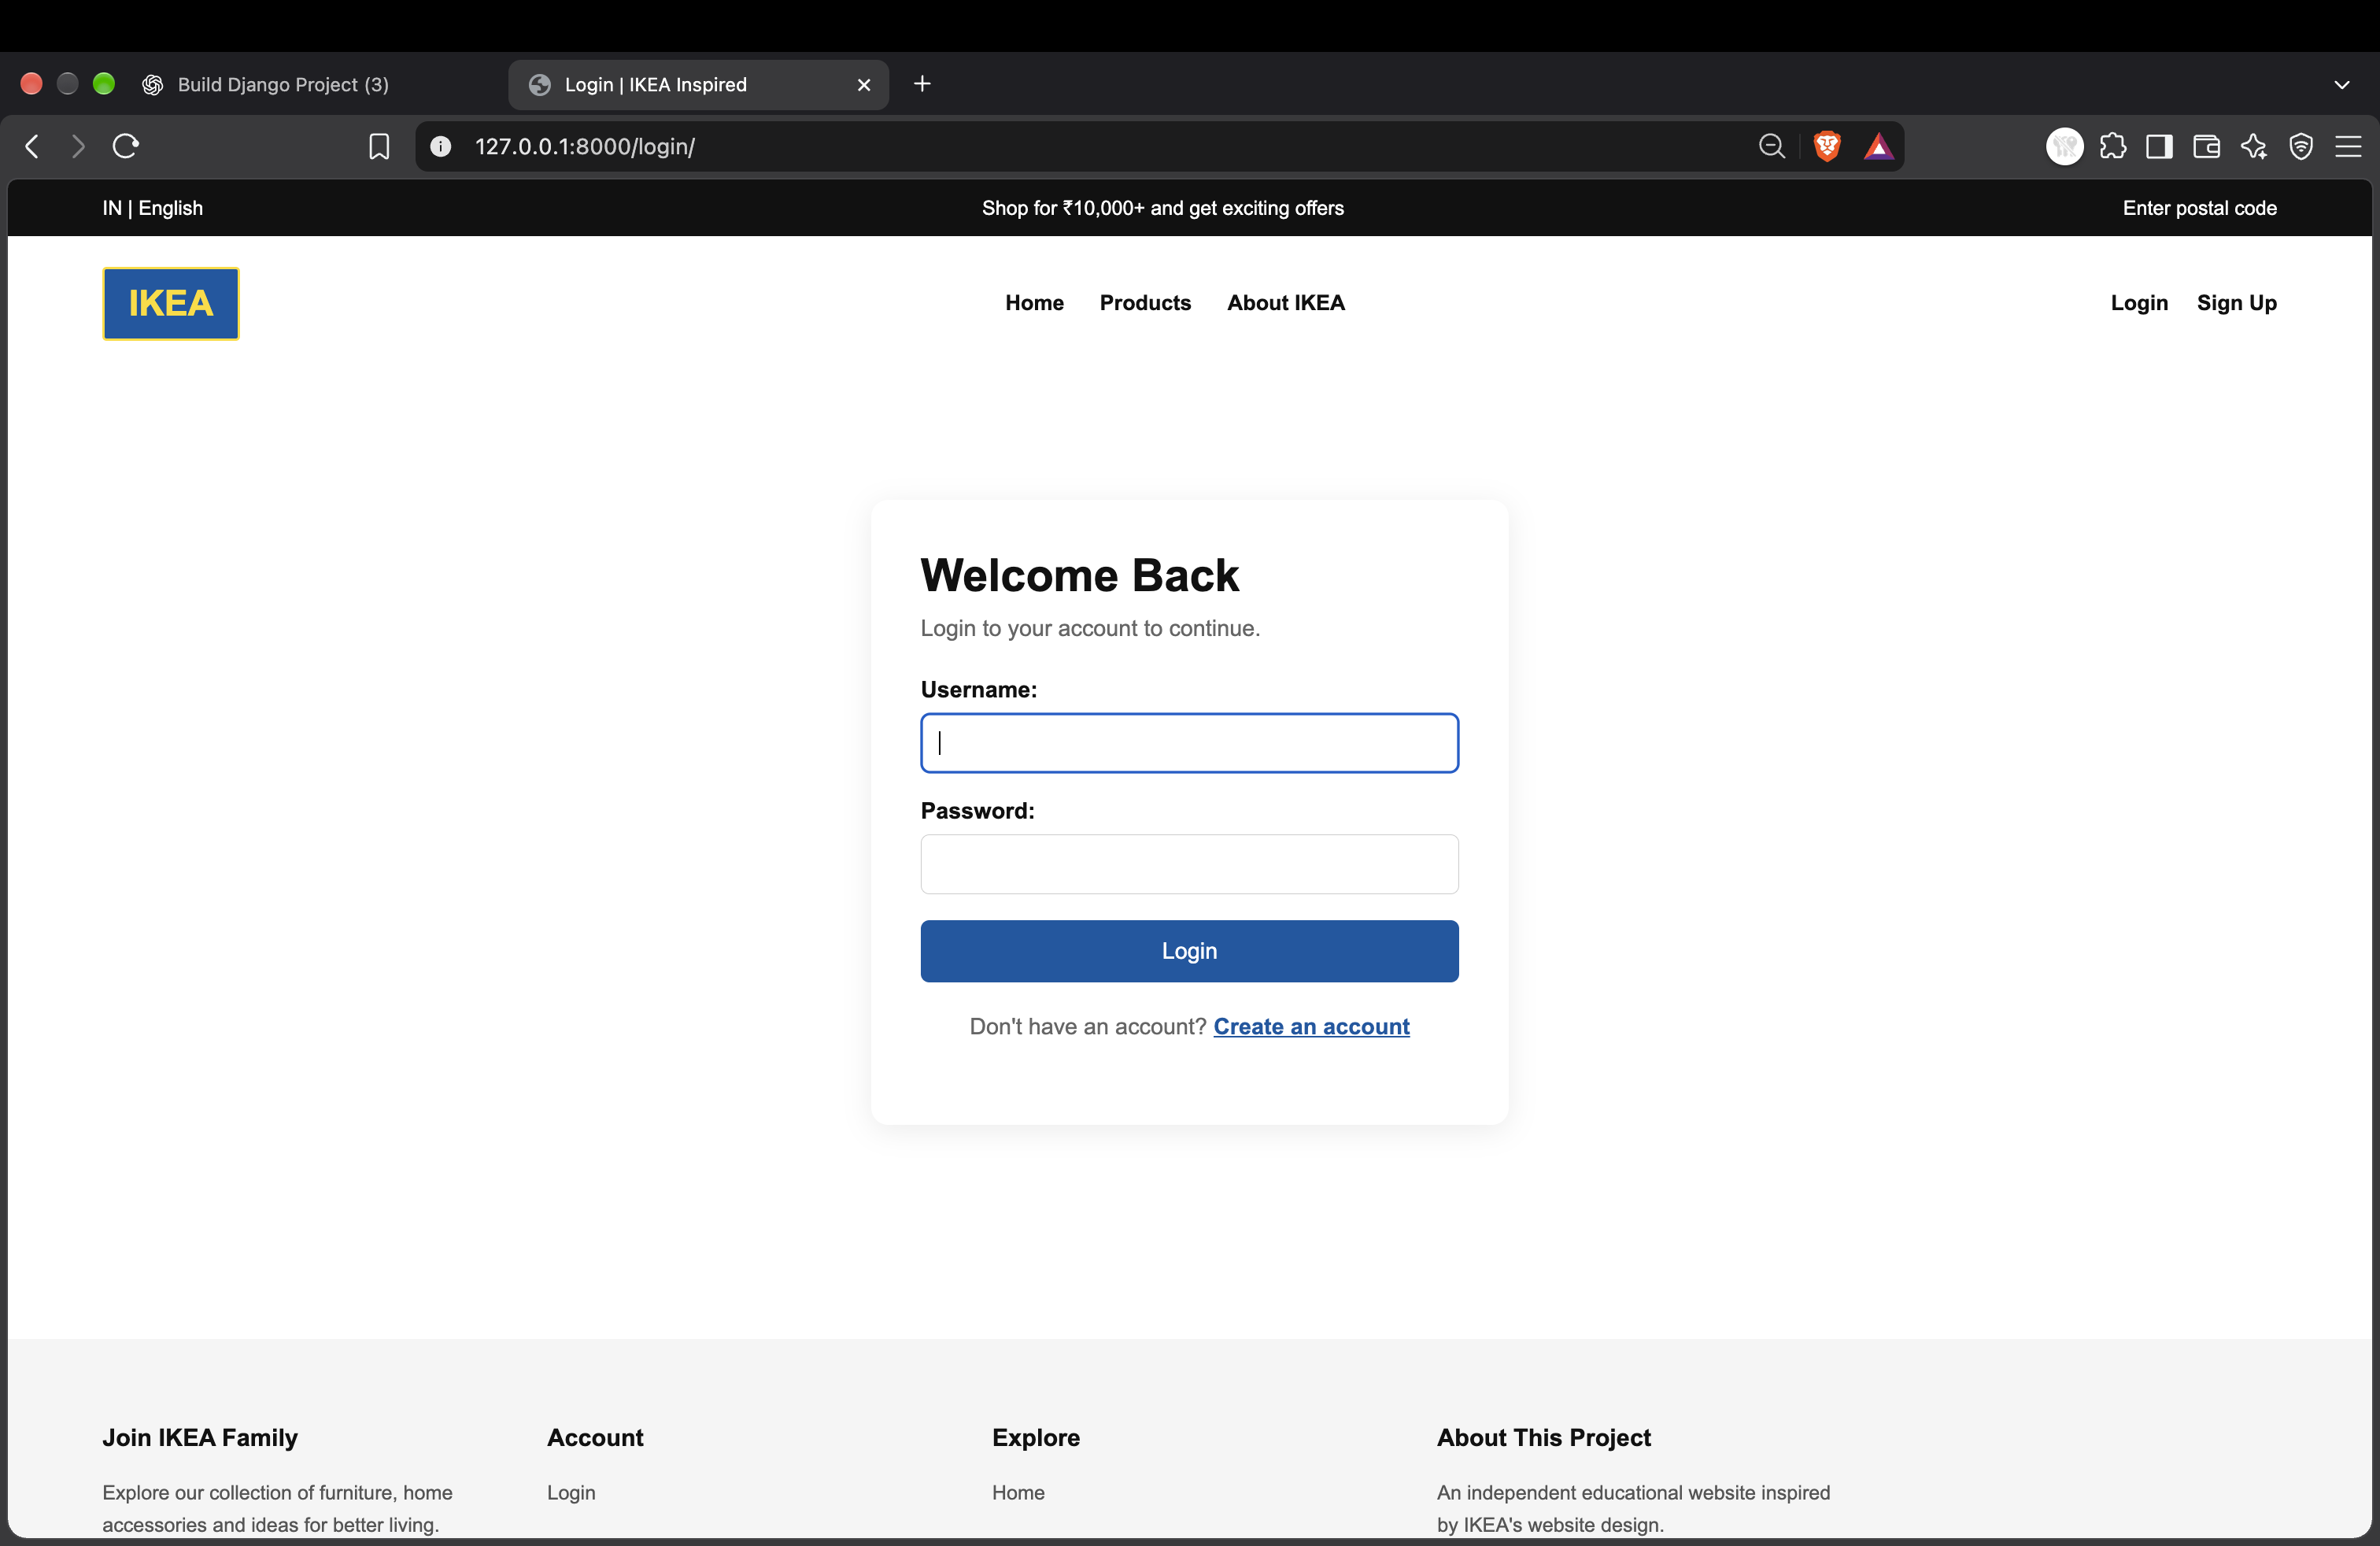 Build Django Project (3)
Login | IKEA Inspired
127.0.0.1:8000/login/
IN | English
Shop for ₹10,000+ and get exciting offers
Enter postal code
IKEA
Home
Products
About IKEA
Login
Sign Up
Welcome Back
Login to your account to continue.
Username:
Password:
Login
Don't have an account? Create an account
Join IKEA Family
Explore our collection of furniture, home
accessories and ideas for better living.
Account
Login
Explore
Home
About This Project
An independent educational website inspired
by IKEA's website design.